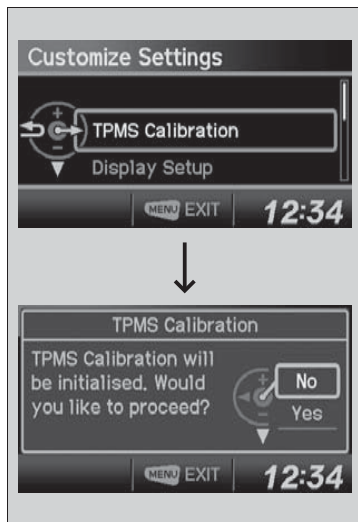 Customize Settings
TPMS Calibration
Display Setup
MENU EXIT 12:34
TPMS Calibration
TPMS Calibration will
be initialised. Would
you like to proceed?
No
Yes
MENU EXIT 12:34